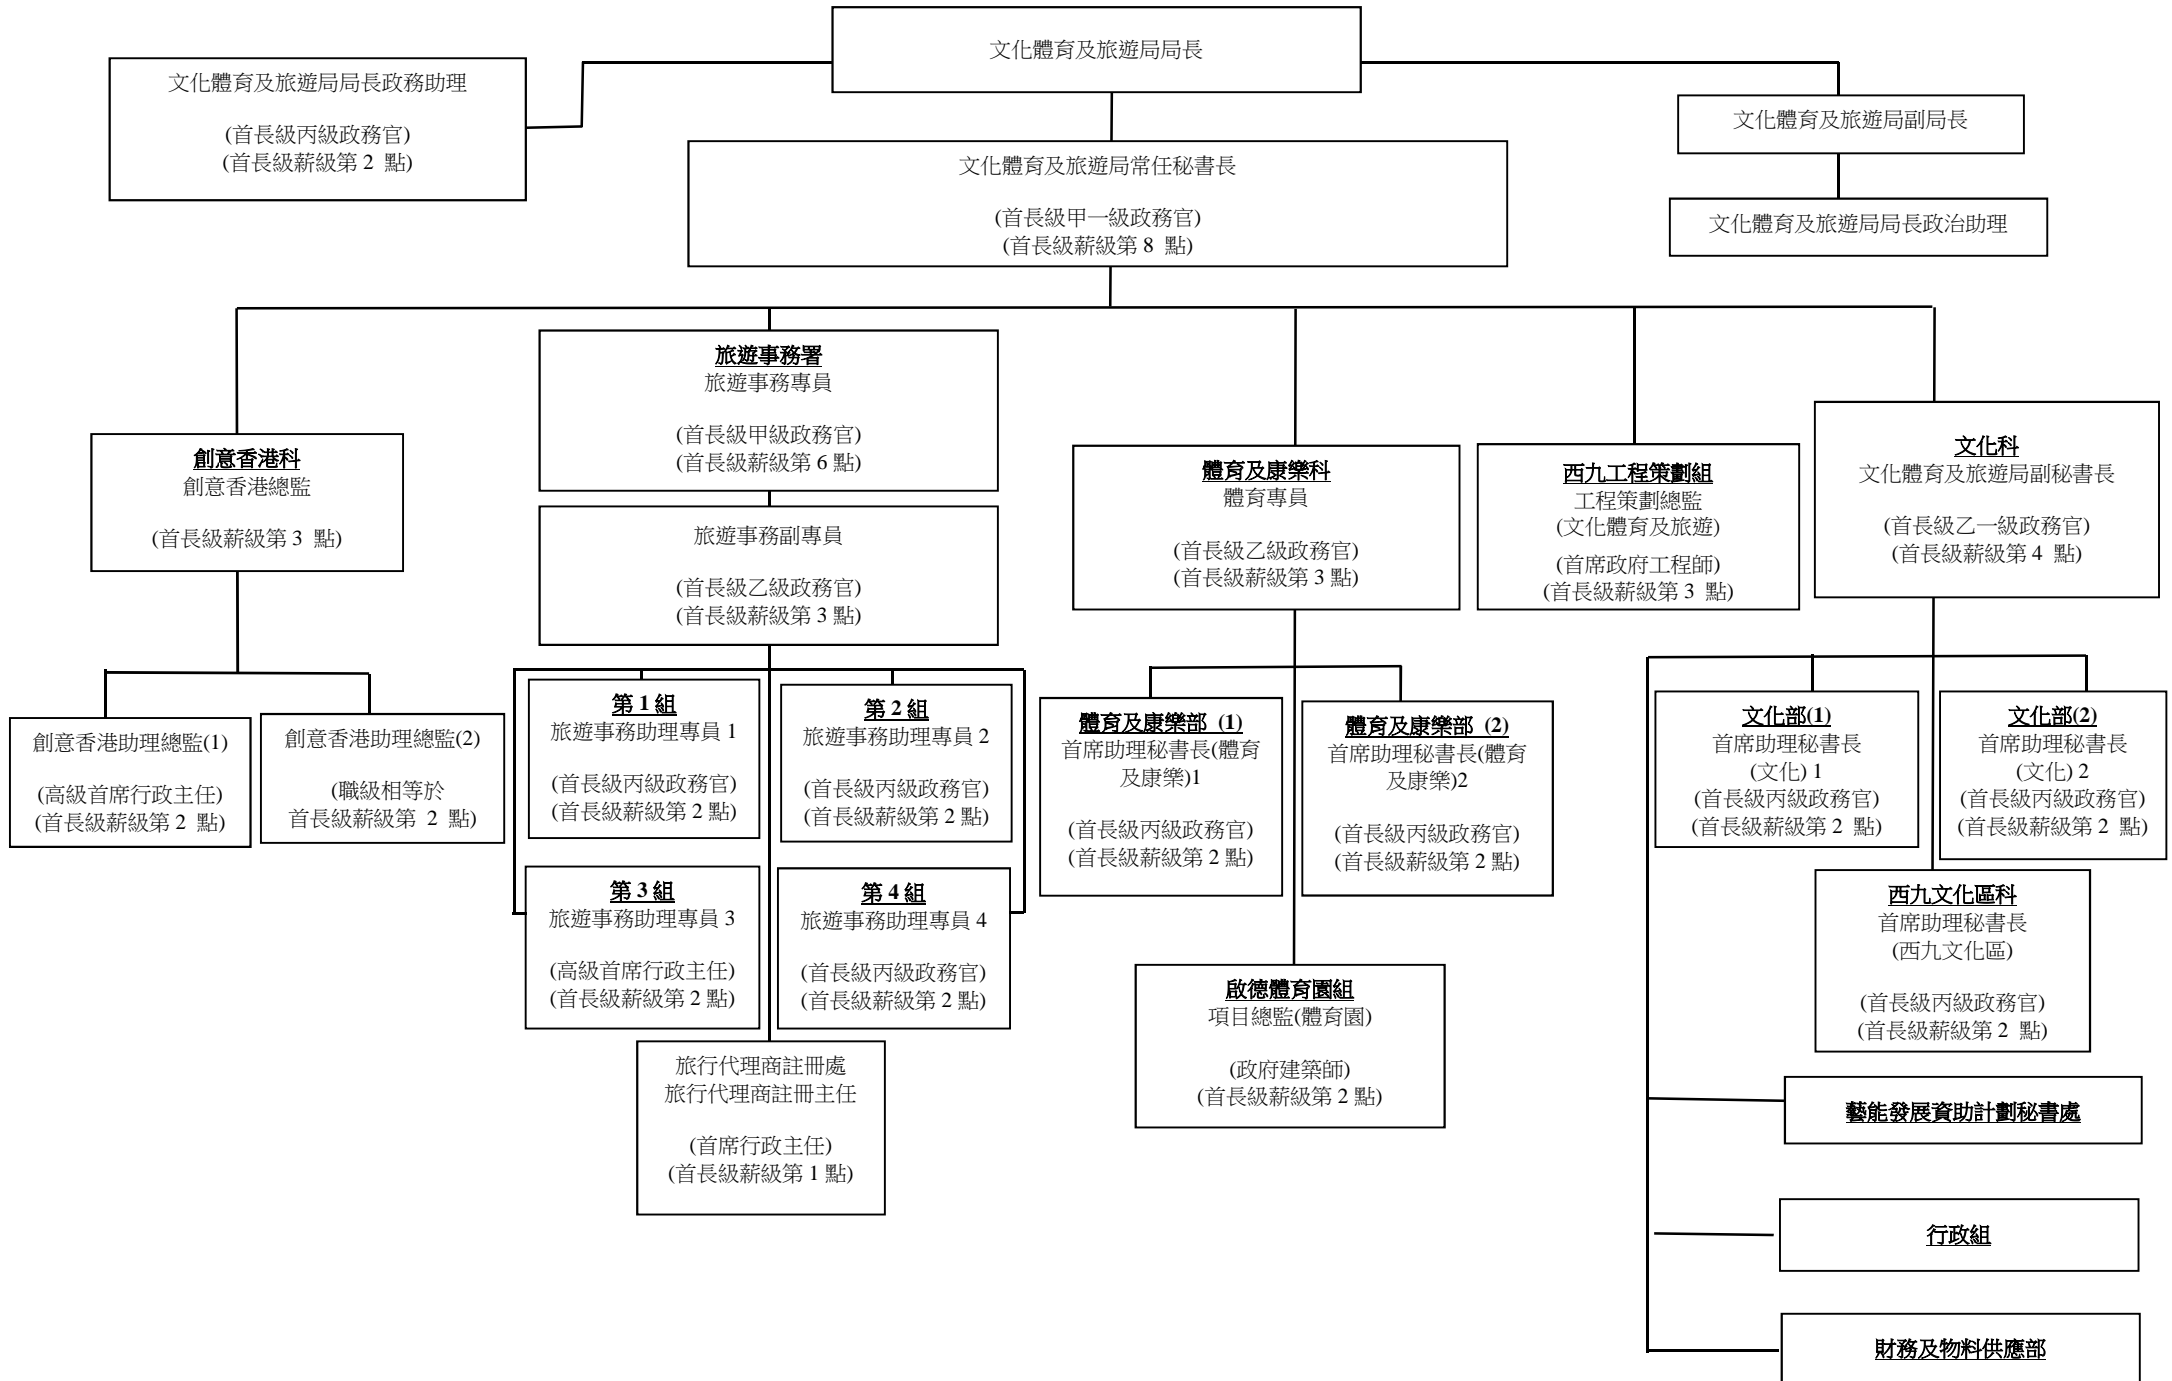 文化體育及旅遊局局長
文化體育及旅遊局局長政務助理
(首長級丙級政務官)
(首長級薪級第 2 點)
文化體育及旅遊局副局長
文化體育及旅遊局局長政治助理
文化體育及旅遊局常任秘書長
(首長級甲一級政務官)
(首長級薪級第 8 點)
創意香港科
創意香港總監
(首長級薪級第 3 點)
旅遊事務署
旅遊事務專員
(首長級甲級政務官)
(首長級薪級第 6 點)
旅遊事務副專員
(首長級乙級政務官)
(首長級薪級第 3 點)
體育及康樂科
體育專員
(首長級乙級政務官)
(首長級薪級第 3 點)
西九工程策劃組
工程策劃總監
(文化體育及旅遊)
(首席政府工程師)
(首長級薪級第 3 點)
文化科
文化體育及旅遊局副秘書長
(首長級乙一級政務官)
(首長級薪級第 4 點)
創意香港助理總監(1)
(高級首席行政主任)
(首長級薪級第 2 點)
創意香港助理總監(2)
(職級相等於
首長級薪級第 2 點)
第 1 組
旅遊事務助理專員 1
(首長級丙級政務官)
(首長級薪級第 2 點)
第 2 組
旅遊事務助理專員 2
(首長級丙級政務官)
(首長級薪級第 2 點)
第 3 組
旅遊事務助理專員 3
(高級首席行政主任)
(首長級薪級第 2 點)
第 4 組
旅遊事務助理專員 4
(首長級丙級政務官)
(首長級薪級第 2 點)
旅行代理商註冊處
旅行代理商註冊主任
(首席行政主任)
(首長級薪級第 1 點)
體育及康樂部 (1)
首席助理秘書長(體育
及康樂)1
(首長級丙級政務官)
(首長級薪級第 2 點)
體育及康樂部 (2)
首席助理秘書長(體育
及康樂)2
(首長級丙級政務官)
(首長級薪級第 2 點)
啟德體育園組
項目總監(體育園)
(政府建築師)
(首長級薪級第 2 點)
文化部(1)
首席助理秘書長
(文化) 1
(首長級丙級政務官)
(首長級薪級第 2 點)
文化部(2)
首席助理秘書長
(文化) 2
(首長級丙級政務官)
(首長級薪級第 2 點)
西九文化區科
首席助理秘書長
(西九文化區)
(首長級丙級政務官)
(首長級薪級第 2 點)
藝能發展資助計劃秘書處
行政組
財務及物料供應部